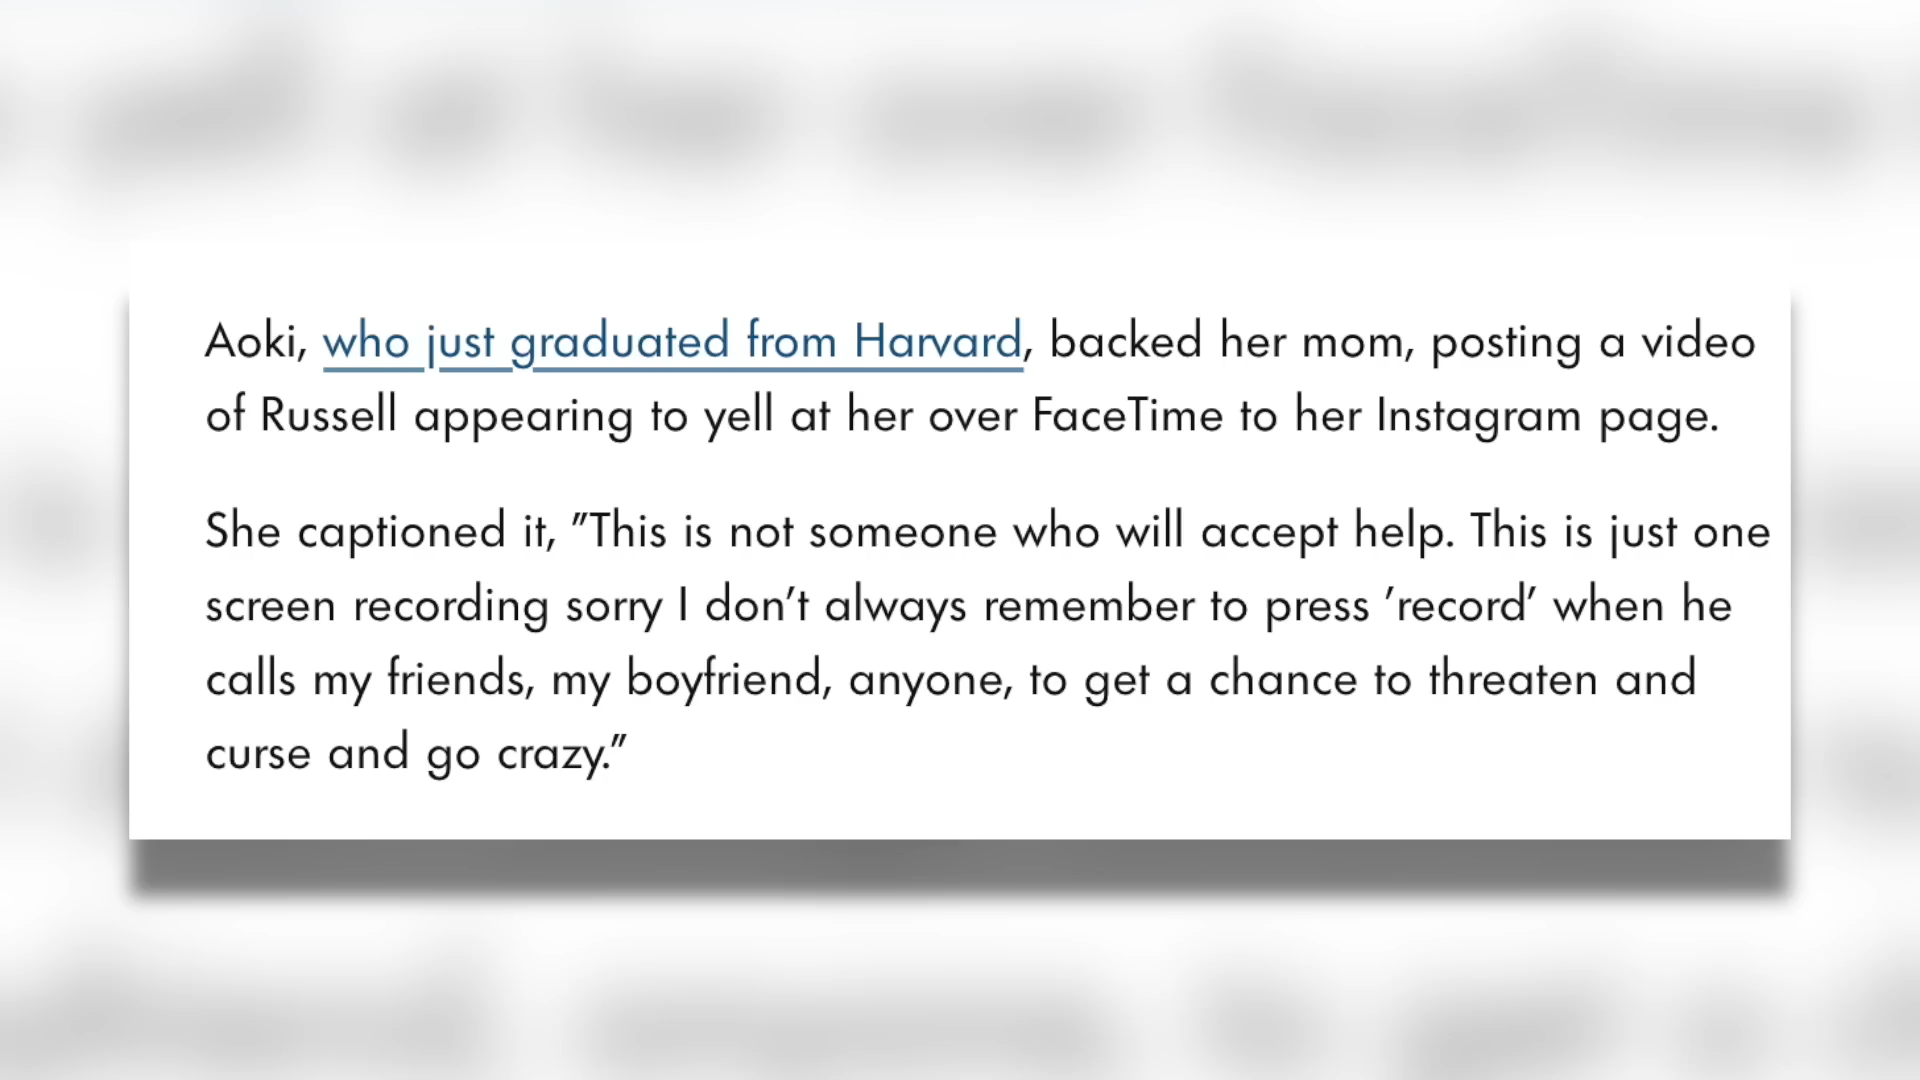 Aoki, who just graduated from Harvard, backed her mom, posting a video
of Russell appearing to yell at her over FaceTime to her Instagram page.
She captioned it, "This is not someone who will accept help. This is just one
screen recording sorry I don't always remember to press 'record' when he
calls my friends, my boyfriend, anyone, to get a chance to threaten and
curse and go crazy."